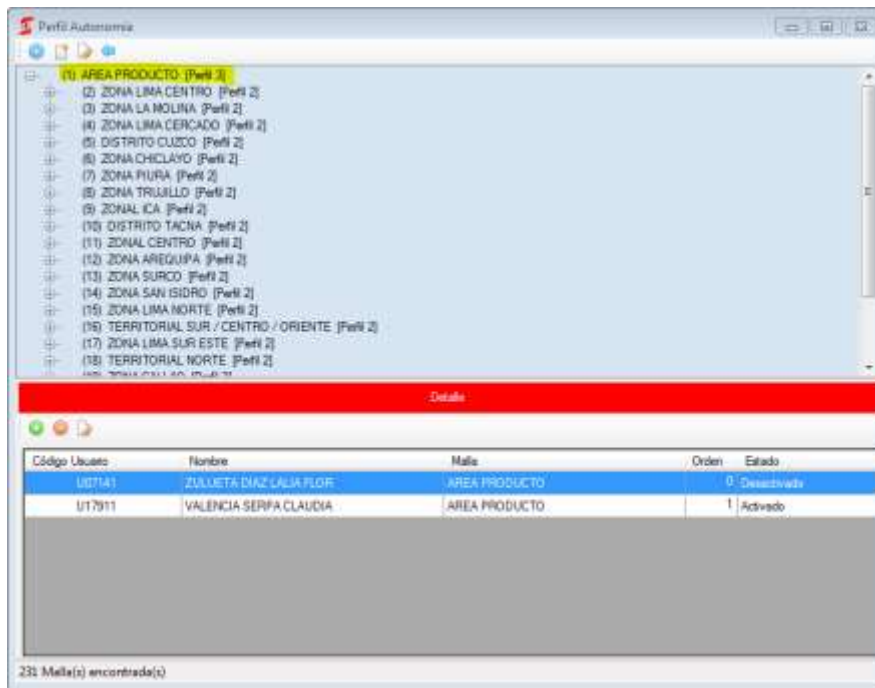 Perfil Autonomia
(1) AREA PRODUCTO [Perfil 3]
(2) ZONA LIMA CENTRO [Perfil 2]
(3) ZONA LA MOLINA [Perfil 2]
(4) ZONA LIMA CERCADO [Perfil 2]
(5) DISTRITO CUZCO [Perfil 2]
(6) ZONA CHICLAYO [Perfil 2]
(7) ZONA PIURA [Perfil 2]
(8) ZONA TRUJILLO [Perfil 2]
(9) ZONAL ICA [Perfil 2]
(10) DISTRITO TACNA [Perfil 2]
(11) ZONAL CENTRO [Perfil 2]
(12) ZONA AREQUIPA [Perfil 2]
(13) ZONA SURCO [Perfil 2]
(14) ZONA SAN ISIDRO [Perfil 2]
(15) ZONA LIMA NORTE [Perfil 2]
(16) TERRITORIAL SUR / CENTRO / ORIENTE [Perfil 2]
(17) ZONA LIMA SUR ESTE [Perfil 2]
(18) TERRITORIAL NORTE [Perfil 2]
(19) ZONA CALLAO [Perfil 2]
Detalle
Código Usuario Nombre Malla Orden Estado
U07141 ZULUETA DIAZ LALIA FLOR AREA PRODUCTO 0 Desactivado
U17911 VALENCIA SERPA CLAUDIA AREA PRODUCTO 1 Activado
231 Malla(s) encontrada(s)